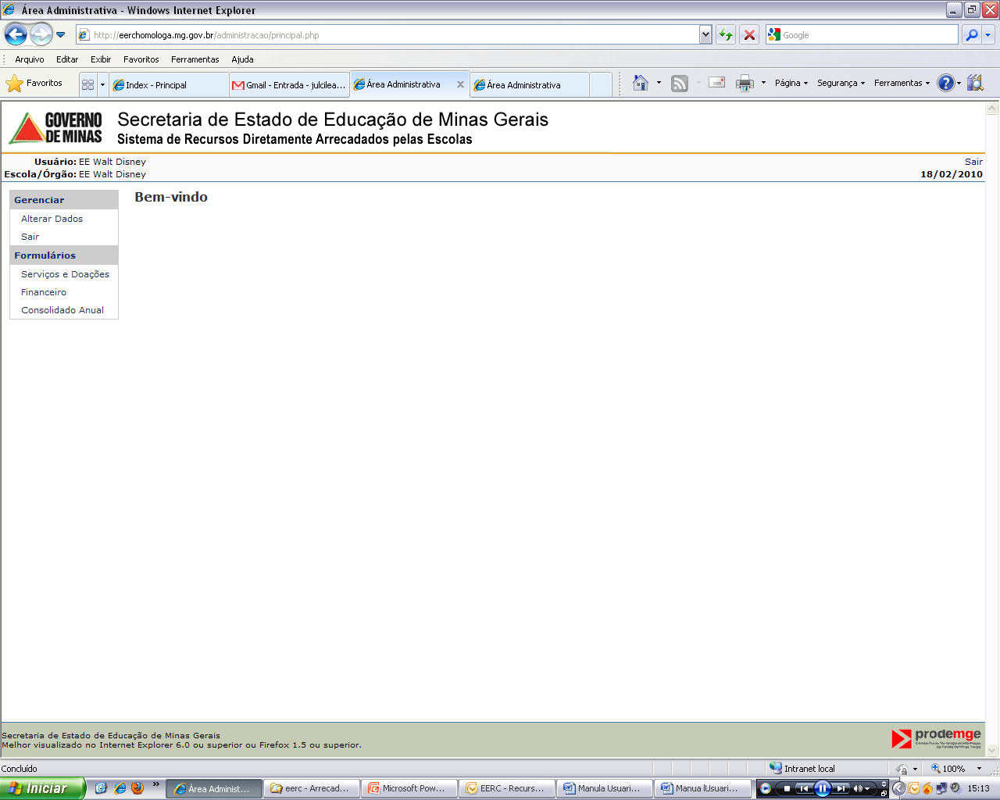 Área Administrativa - Windows Internet Explorer
http://eerchomologa.mg.gov.br/administracao/principal.php
Google
Arquivo Editar Exibir Favoritos Ferramentas Ajuda
Favoritos
Index - Principal
Gmail - Entrada - julcilea...
Área Administrativa
Área Administrativa
Página
Segurança
Ferramentas
GOVERNO DE MINAS
Secretaria de Estado de Educação de Minas Gerais
Sistema de Recursos Diretamente Arrecadados pelas Escolas
Usuário: EE Walt Disney
Sair
Escola/Órgão: EE Walt Disney
18/02/2010
Gerenciar
Alterar Dados
Sair
Formulários
Serviços e Doações
Financeiro
Consolidado Anual
Bem-vindo
Secretaria de Estado de Educação de Minas Gerais
Melhor visualizado no Internet Explorer 6.0 ou superior ou Firefox 1.5 ou superior.
prodemge
Concluído
Intranet local
100%
Iniciar
Área Administ...
eerc - Arrecad...
Microsoft Pow...
EERC - Recurs...
Manula Usuari...
Manua lUsuari...
15:13